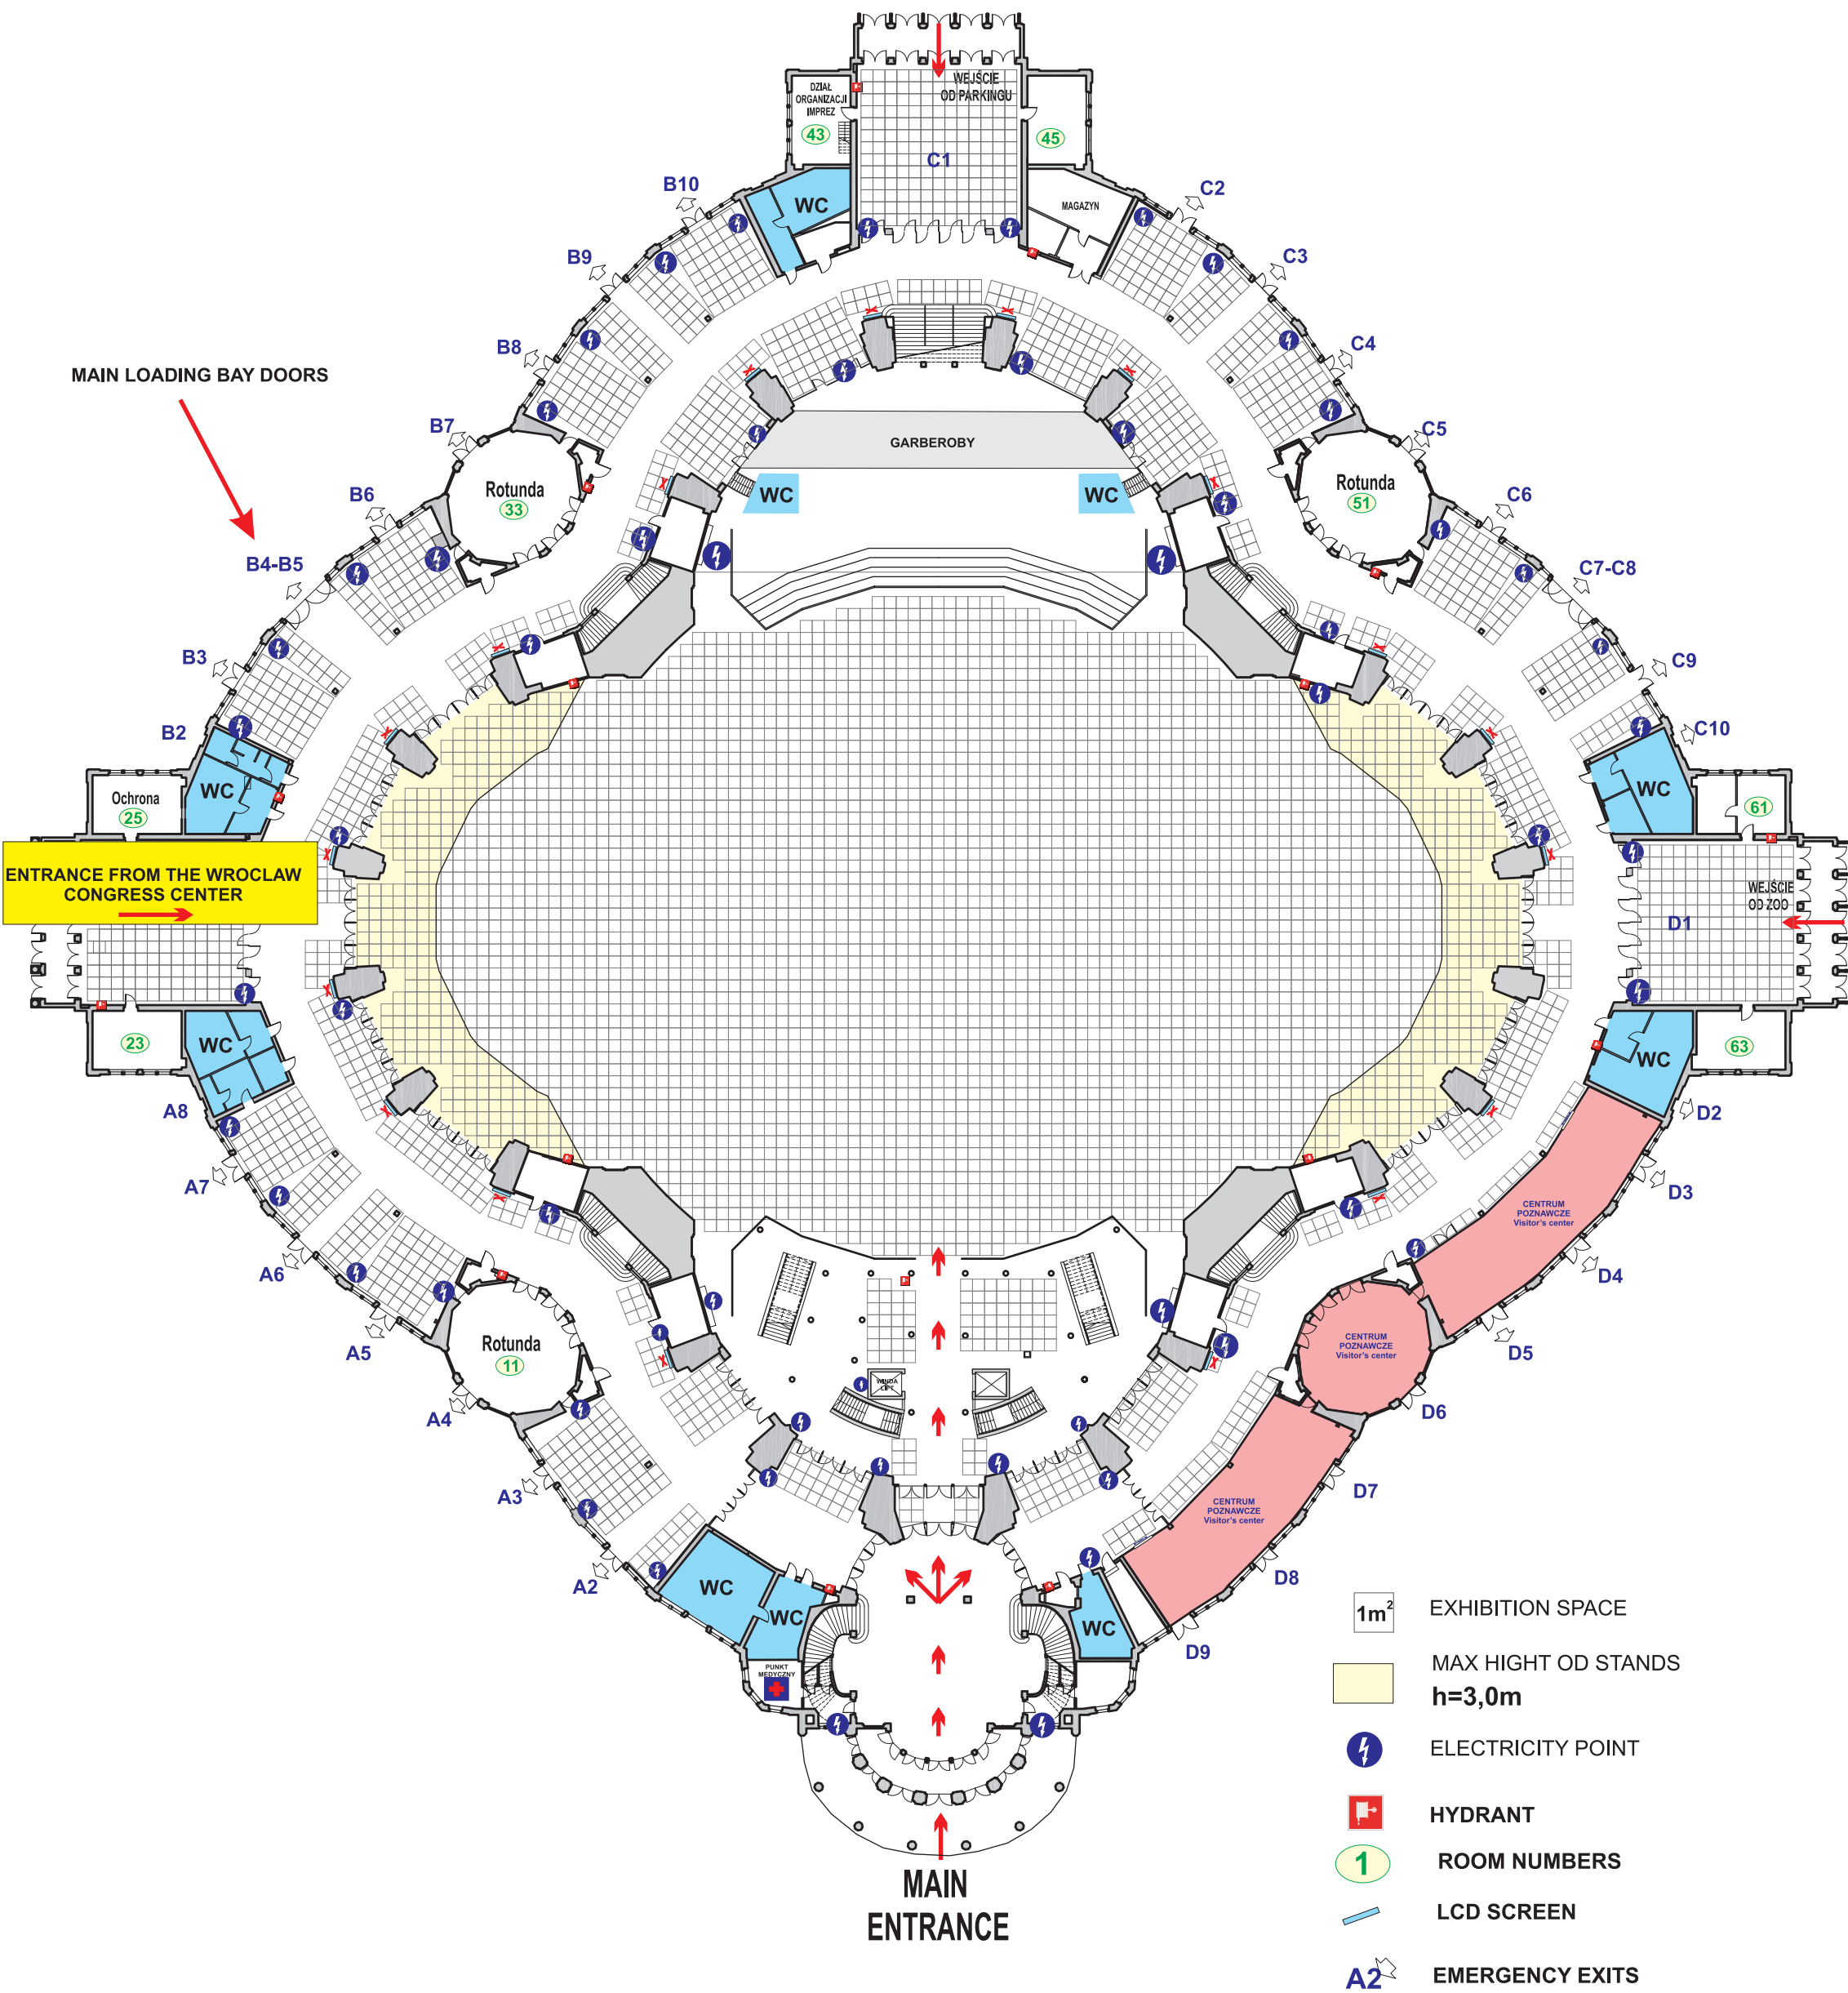 WEJŚCIE
OD PARKINGU
DZIAŁ
ORGANIZACJI
IMPREZ
43
45
C1
B10
WC
MAGAZYN
C2
B9
C3
B8
C4
MAIN LOADING BAY DOORS
B7
C5
GARBEROBY
Rotunda
33
WC
WC
Rotunda
51
B6
C6
B4-B5
C7-C8
B3
C9
B2
C10
Ochrona
25
WC
WC
61
ENTRANCE FROM THE WROCLAW
CONGRESS CENTER
WEJŚCIE
OD ZOO
D1
23
WC
WC
63
A8
D2
A7
D3
CENTRUM
POZNAWCZE
Visitor's center
A6
D4
A5
Rotunda
11
CENTRUM
POZNAWCZE
Visitor's center
D5
WINDA
LIFT
A4
D6
A3
D7
CENTRUM
POZNAWCZE
Visitor's center
A2
WC
WC
D8
WC
D9
PUNKT
MEDYCZNY
1m²
EXHIBITION SPACE
MAX HIGHT OD STANDS
h=3,0m
ELECTRICITY POINT
HYDRANT
1
ROOM NUMBERS
LCD SCREEN
A2
EMERGENCY EXITS
MAIN
ENTRANCE